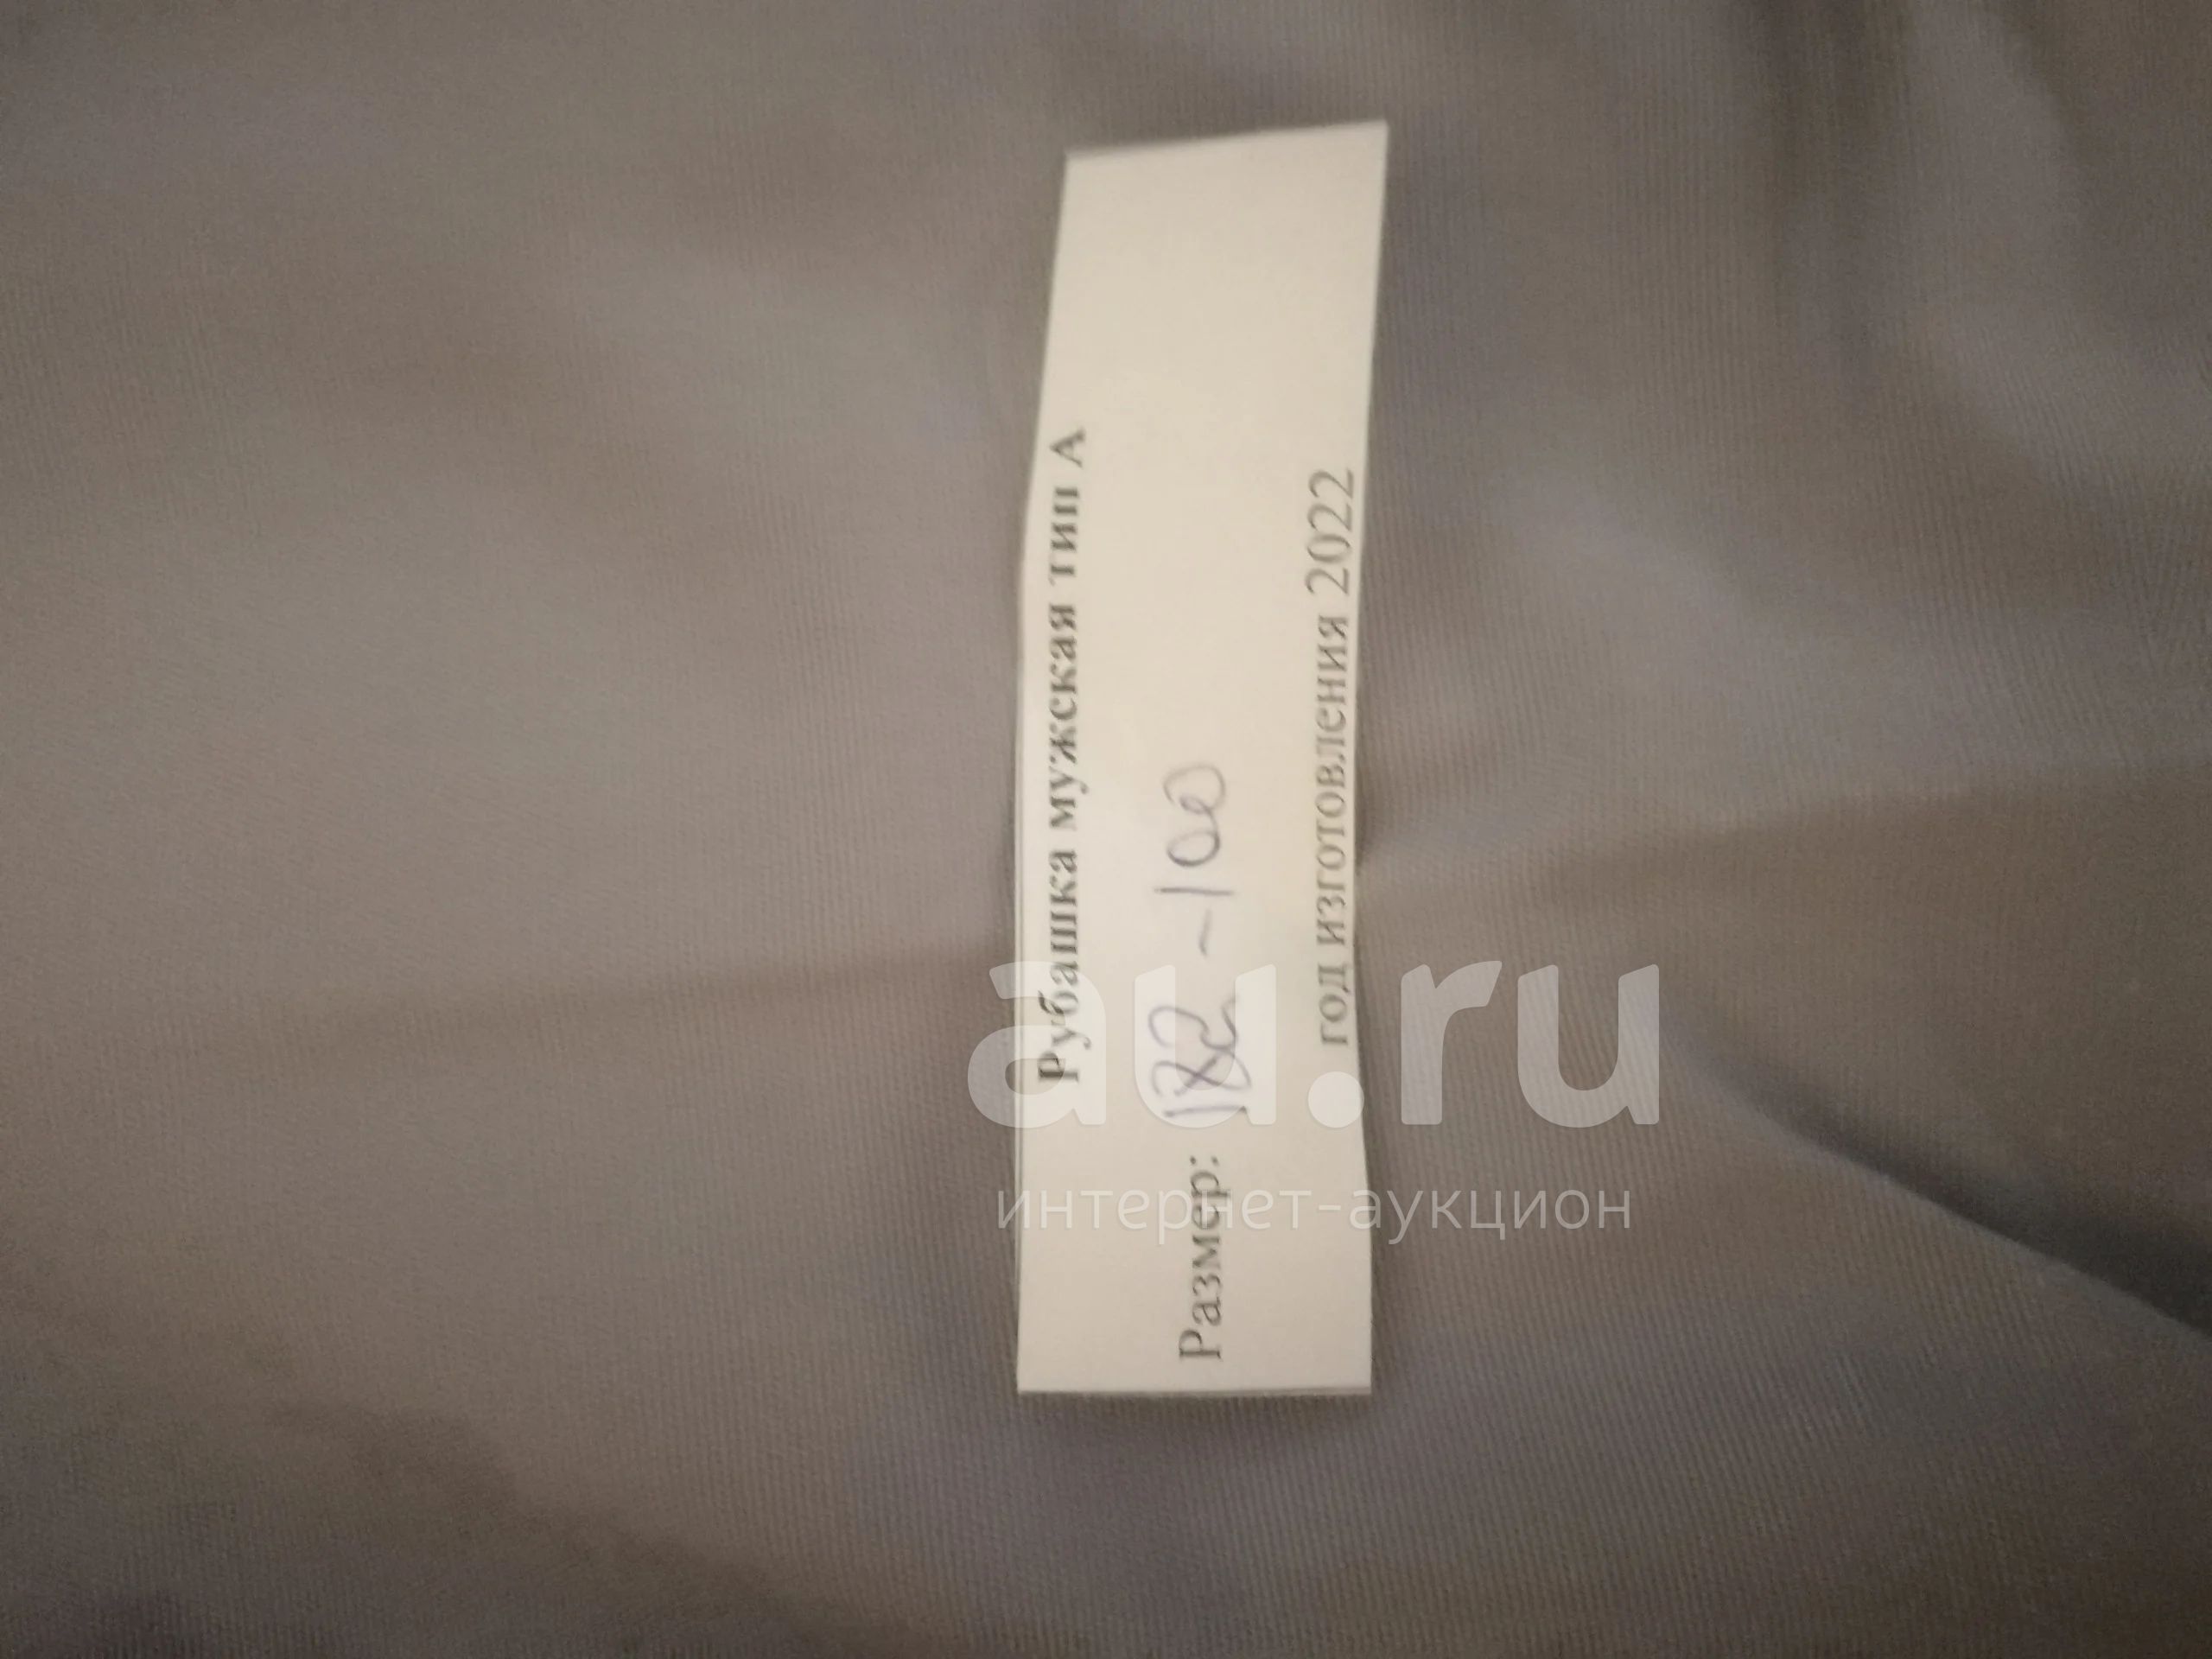 Рубашка мужская тип А
Размер: 182 -100
год изготовления 2022
au.ru
интернет-аукцион